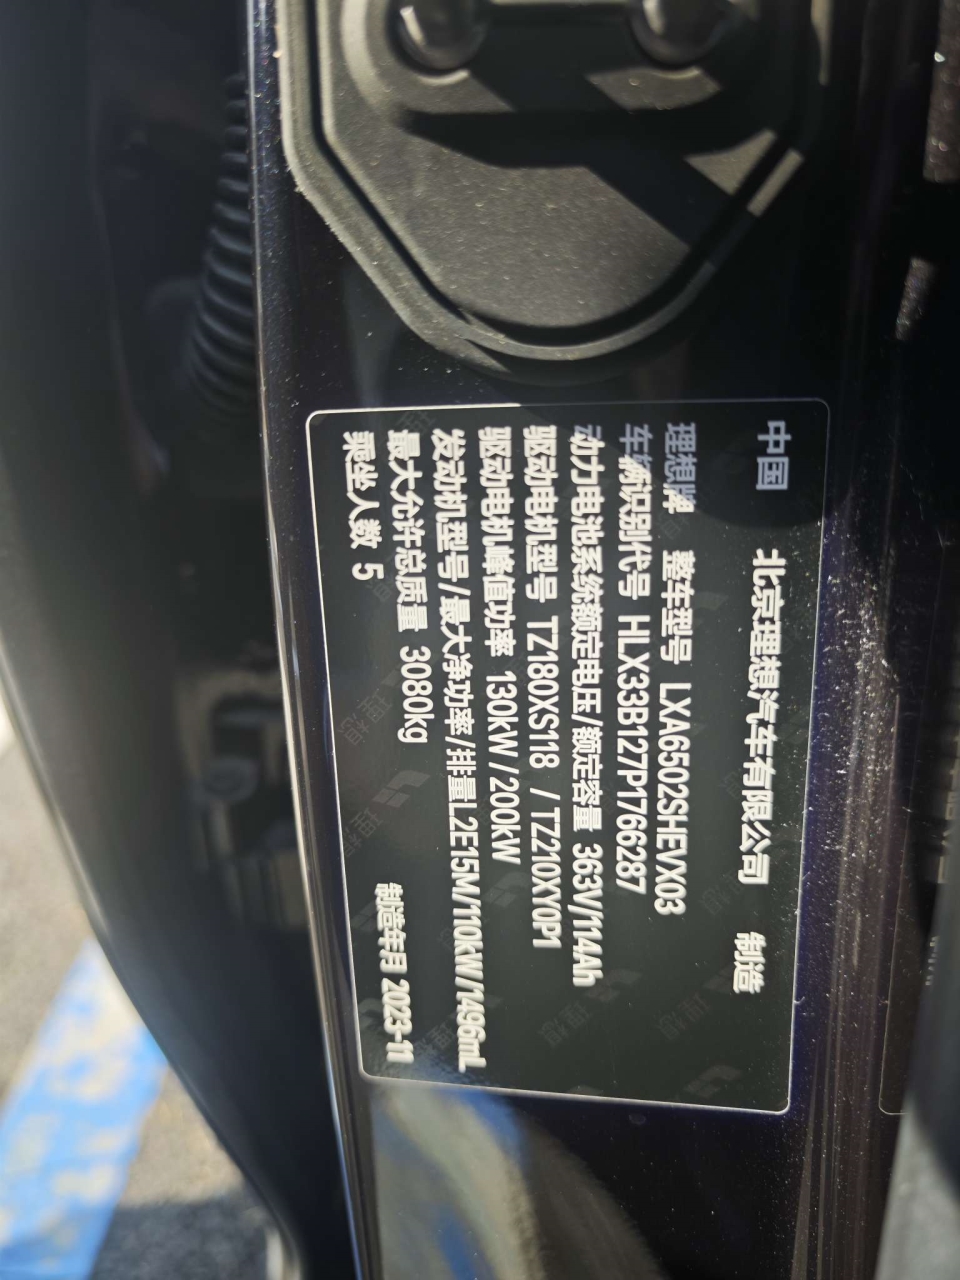 中国 北京理想汽车有限公司 制造
理想牌 整车型号 LXA6502SHEVX03
车辆识别代号 HLX33B127P1766287
动力电池系统额定电压/额定容量 363V/114Ah
驱动电机型号 TZ180XS118 / TZ210XY0P1
驱动电机峰值功率 130kW / 200kW
发动机型号/最大净功率/排量L2E15M/110kW/1496mL
最大允许总质量 3080kg
乘坐人数 5 制造年月 2023-11